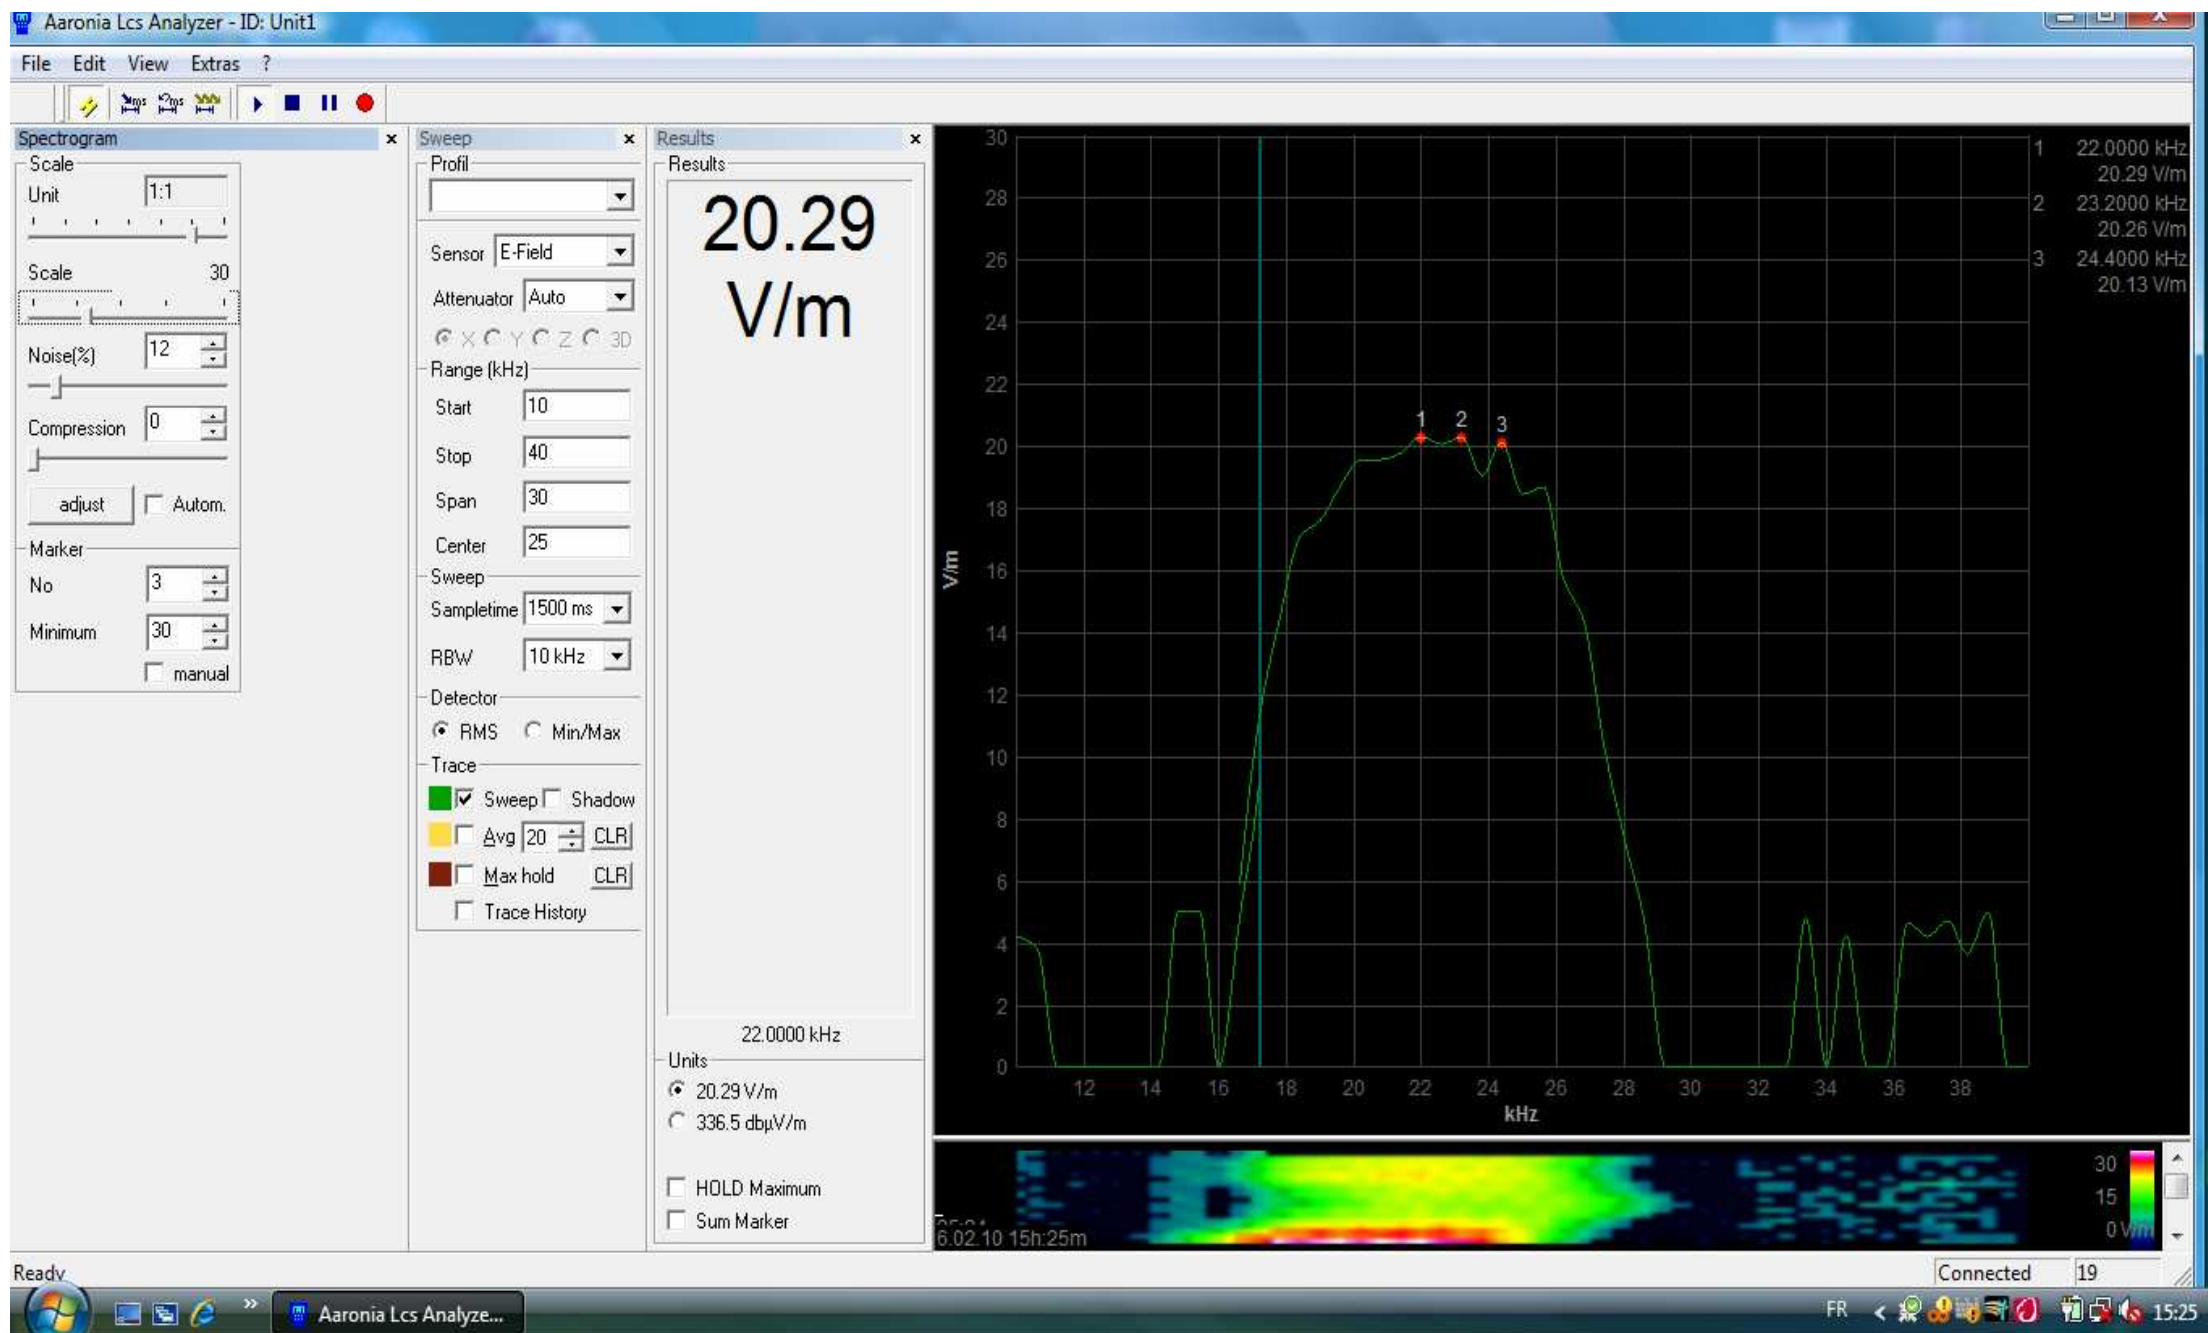 Aaronia Lcs Analyzer - ID: Unit1
File Edit View Extras ?
Spectrogram
Scale
Unit 1:1
Scale 30
Noise(%) 12
Compression 0
adjust Autom.
Marker
No 3
Minimum 30
manual
Sweep
Profil
Sensor E-Field
Attenuator Auto
X Y Z 3D
Range (kHz)
Start 10
Stop 40
Span 30
Center 25
Sweep
Sampletime 1500 ms
RBW 10 kHz
Detector
RMS Min/Max
Trace
Sweep Shadow
Avg 20 CLR
Max hold CLR
Trace History
Results
Results
20.29
V/m
22.0000 kHz
Units
20.29 V/m
336.5 dbµV/m
HOLD Maximum
Sum Marker
30
28
26
24
22
20
18
16
14
12
10
8
6
4
2
0
V/m
1 2 3
12 14 16 18 20 22 24 26 28 30 32 34 36 38
kHz
1 22.0000 kHz
20.29 V/m
2 23.2000 kHz
20.26 V/m
3 24.4000 kHz
20.13 V/m
6.02.10 15h:25m
30
15
0 V/m
Ready
Connected 19
Aaronia Lcs Analyze...
FR
15:25